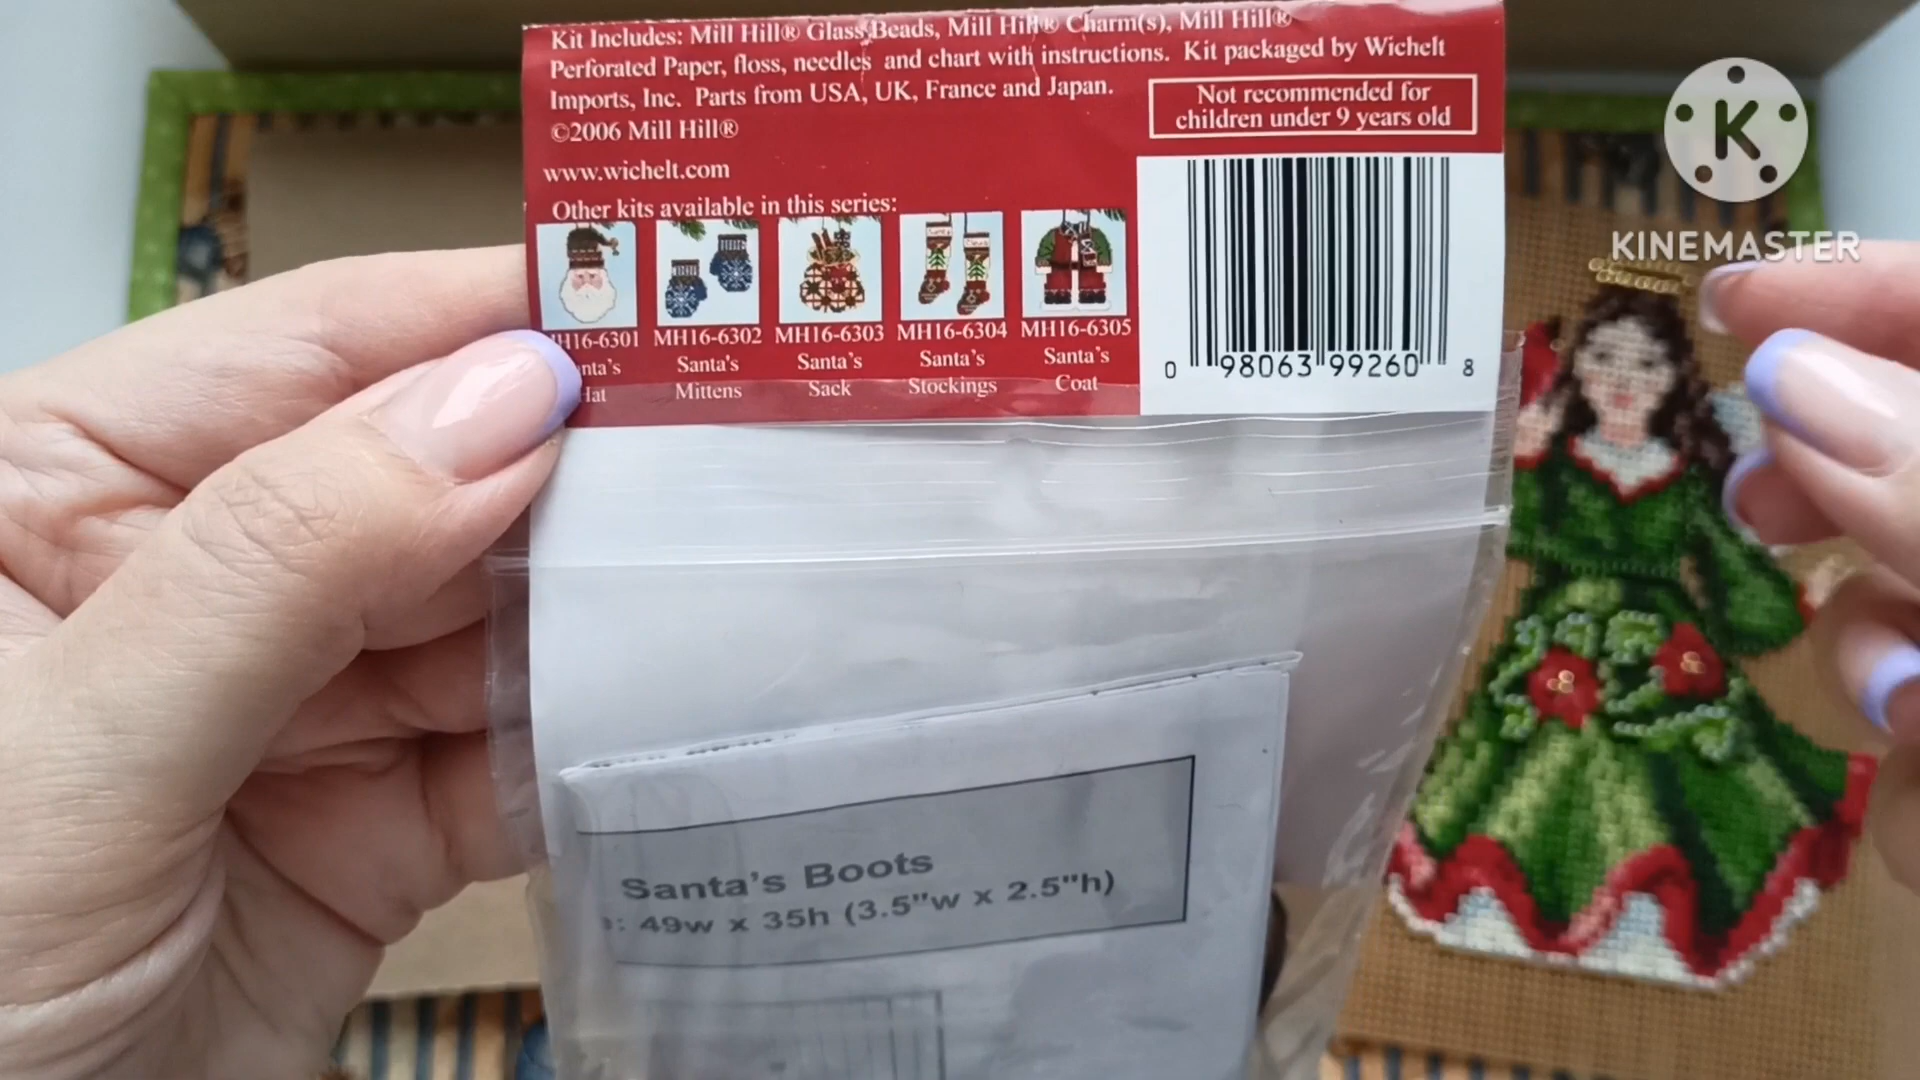 Kit Includes: Mill Hill® Glass Beads, Mill Hill® Charm(s), Mill Hill®
Perforated Paper, floss, needles and chart with instructions. Kit packaged by Wichelt
Imports, Inc. Parts from USA, UK, France and Japan.
©2006 Mill Hill®
Not recommended for
children under 9 years old
www.wichelt.com
Other kits available in this series:
H16-6301 MH16-6302 MH16-6303 MH16-6304 MH16-6305
nta's Santa's Santa's Santa's Santa's
Hat Mittens Sack Stockings Coat
0 98063 99260 8
K
KINEMASTER
Santa's Boots
: 49w x 35h (3.5"w x 2.5"h)